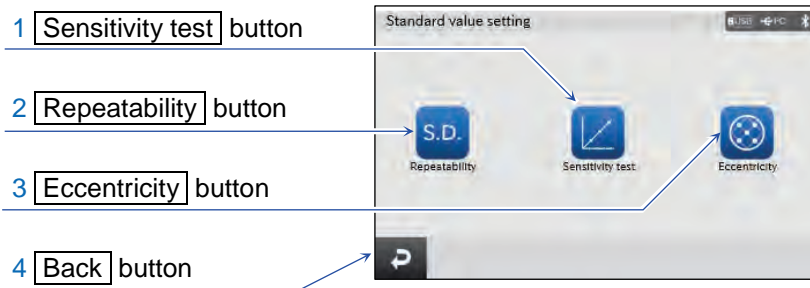 1 Sensitivity test button
2 Repeatability button
3 Eccentricity button
4 Back button
Standard value setting
USB PC
S.D.
Repeatability Sensitivity test Eccentricity